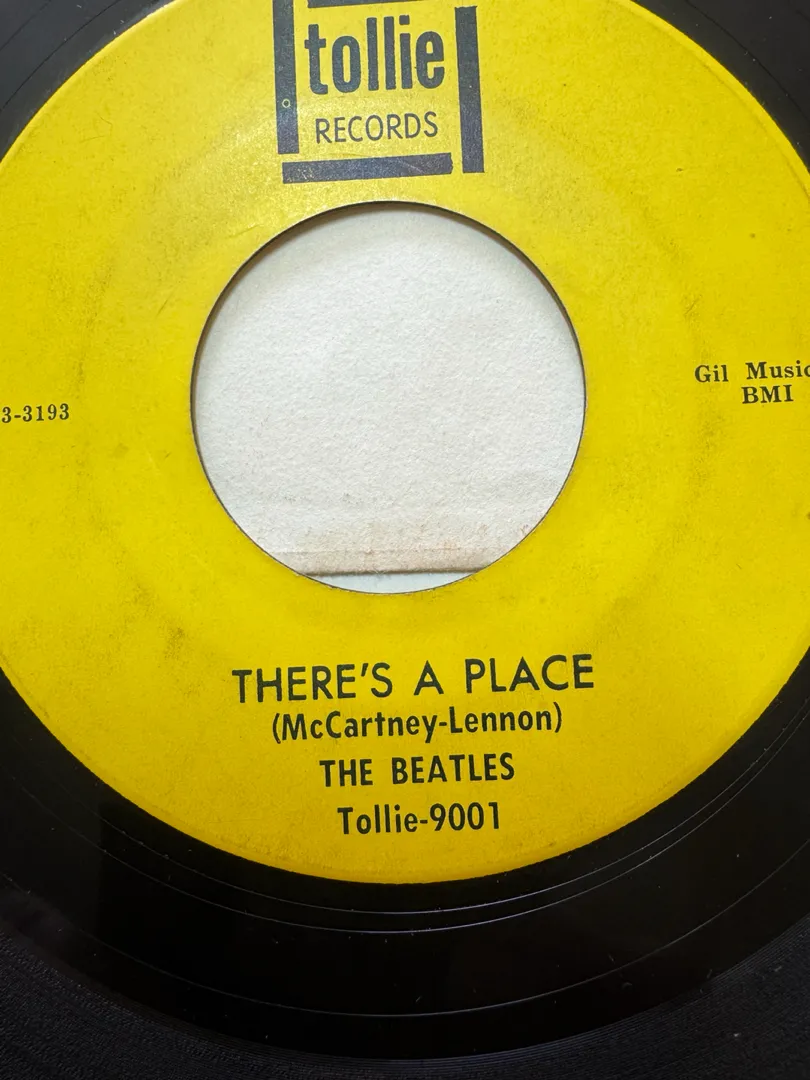 tollie
RECORDS
Gil Music
BMI
3-3193
THERE'S A PLACE
(McCartney-Lennon)
THE BEATLES
Tollie-9001